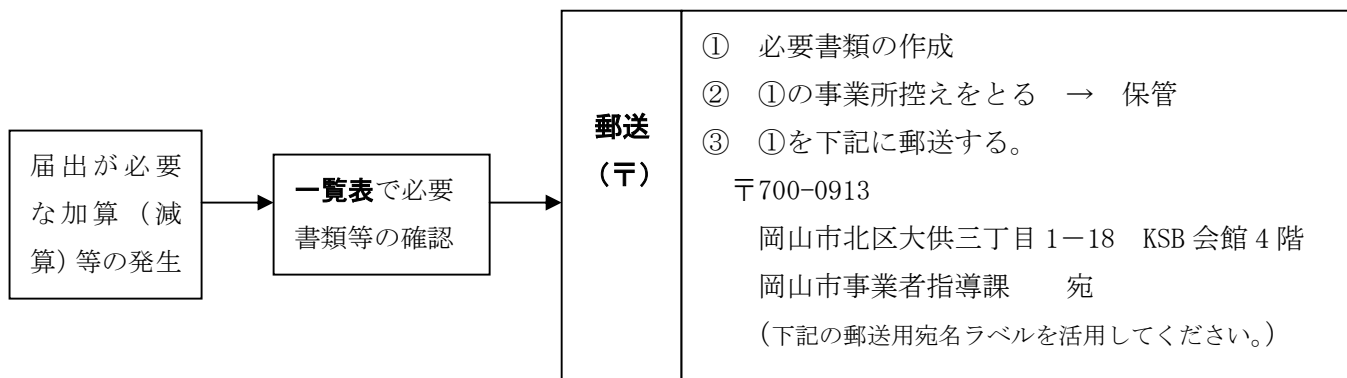 届出が必要
な加算（減
算）等の発生
一覧表で必要
書類等の確認
郵送
（〒）
① 必要書類の作成
② ①の事業所控えをとる → 保管
③ ①を下記に郵送する。
〒700-0913
岡山市北区大供三丁目1－18 KSB会館4階
岡山市事業者指導課 宛
（下記の郵送用宛名ラベルを活用してください。）